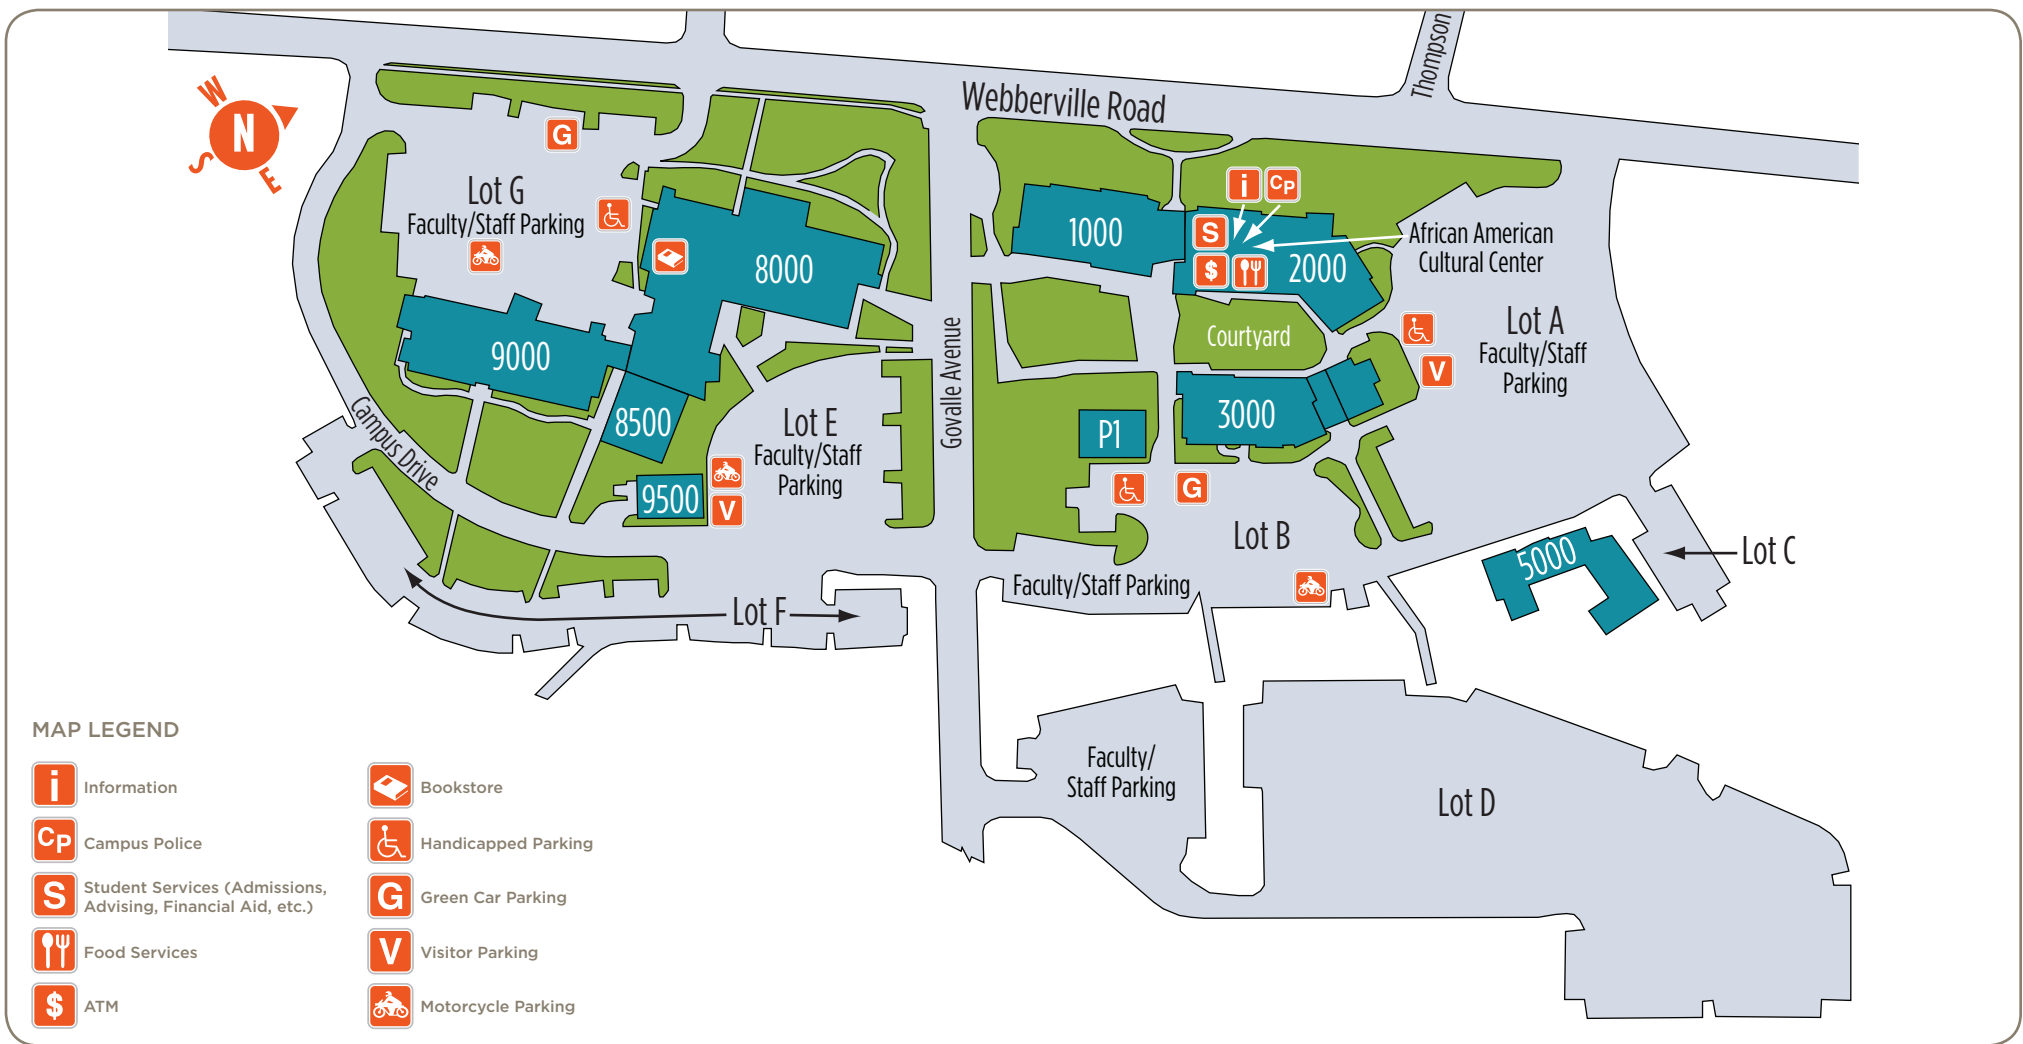 Thompson
Webberville Road
W
N
S
E
G
Lot G
Faculty/Staff Parking
8000
9000
8500
9500
V
Campus Drive
Lot E
Faculty/Staff
Parking
Lot F
Govalle Avenue
1000
i
CP
S
$
2000
African American
Cultural Center
Courtyard
Lot A
Faculty/Staff
Parking
V
P1
3000
G
Lot B
Faculty/Staff Parking
5000
Lot C
Faculty/
Staff Parking
Lot D
MAP LEGEND
i Information
CP Campus Police
S Student Services (Admissions,
Advising, Financial Aid, etc.)
Food Services
$ ATM
Bookstore
Handicapped Parking
G Green Car Parking
V Visitor Parking
Motorcycle Parking